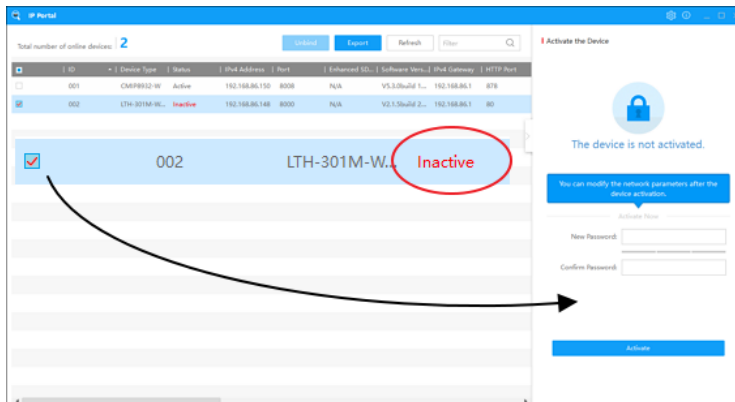 IP Portal
Total number of online devices: 2
Unbind
Export
Refresh
Filter
ID | Device Type | Status | IPv4 Address | Port | Enhanced SD... | Software Vers... | IPv4 Gateway | HTTP Port
001 CMIP8932-W Active 192.168.86.150 8008 N/A V5.3.0build 1... 192.168.86.1 878
002 LTH-301M-W... Inactive 192.168.86.148 8000 N/A V2.1.5build 2... 192.168.86.1 80
002 LTH-301M-W... Inactive
Activate the Device
The device is not activated.
You can modify the network parameters after the
device activation.
Activate Now
New Password:
Confirm Password:
Activate